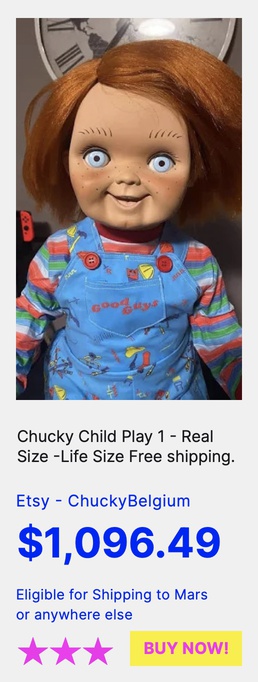 Good Guys
Chucky Child Play 1 - Real
Size -Life Size Free shipping.
Etsy - ChuckyBelgium
$1,096.49
Eligible for Shipping to Mars
or anywhere else
BUY NOW!